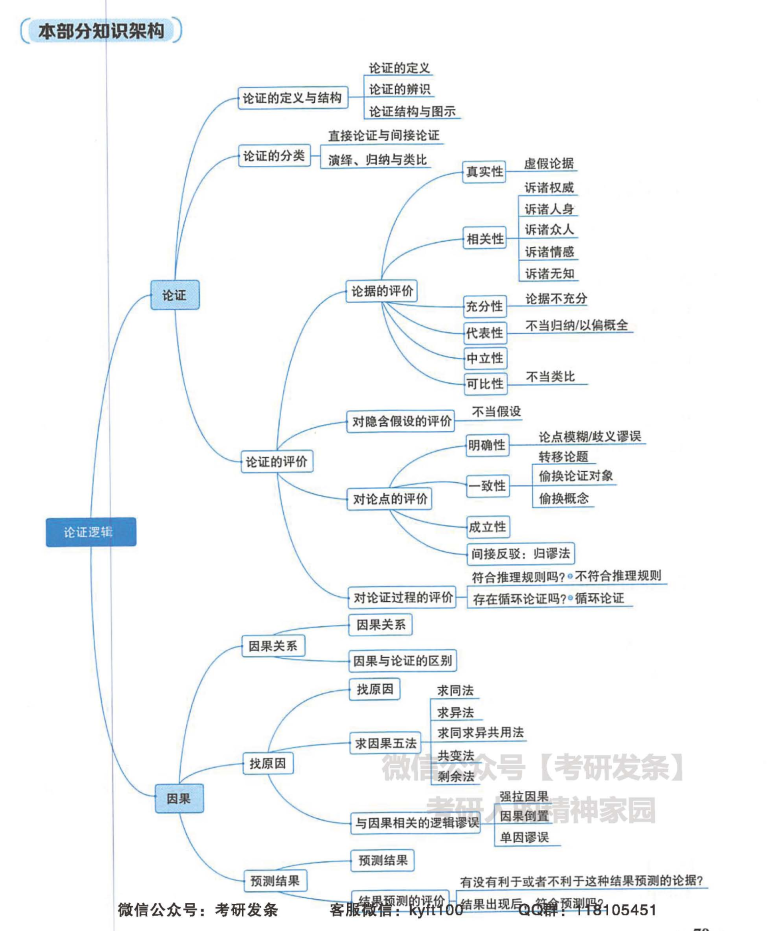 本部分知识架构
论证的定义
论证的定义与结构
论证的辨识
论证结构与图示
直接论证与间接论证
论证的分类
演绎、归纳与类比
真实性
虚假论据
诉诸权威
诉诸人身
相关性
诉诸众人
诉诸情感
诉诸无知
论证
论据的评价
充分性
论据不充分
代表性
不当归纳/以偏概全
中立性
可比性
不当类比
对隐含假设的评价
不当假设
论证的评价
明确性
论点模糊/歧义谬误
转移论题
对论点的评价
一致性
偷换论证对象
偷换概念
成立性
论证逻辑
间接反驳：归谬法
对论证过程的评价
符合推理规则吗？不符合推理规则
存在循环论证吗？循环论证
因果关系
因果关系
因果与论证的区别
找原因
求同法
求异法
求因果五法
求同求异共用法
找原因
共变法
剩余法
微信公众号【考研发条】
因果
强拉因果
与因果相关的逻辑谬误
因果倒置
单因谬误
考研人的精神家园
预测结果
预测结果
结果预测的评价
有没有利于或者不利于这种结果预测的论据？
结果出现后，符合预测吗？
微信公众号：考研发条
客服微信：kyft100
QQ群：118105451